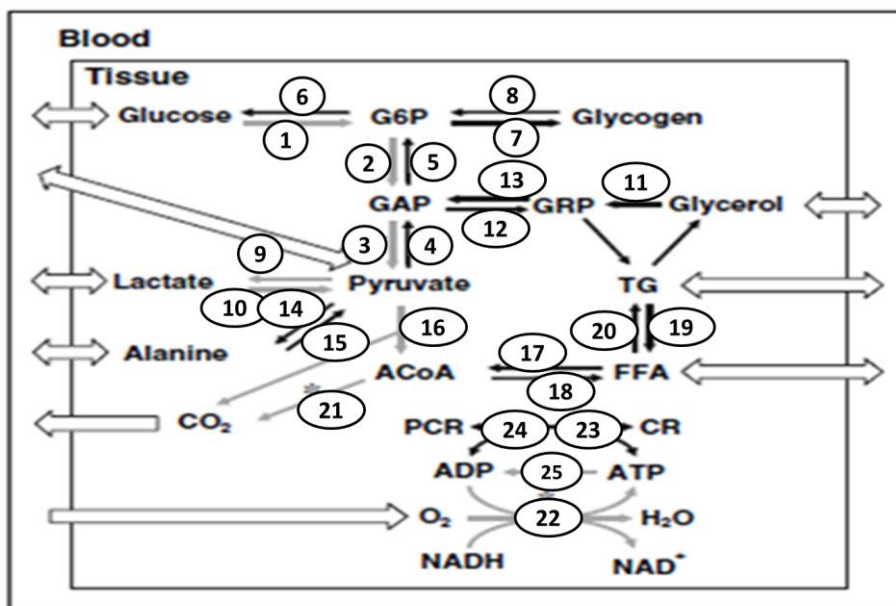 Blood
Tissue
6 8
Glucose G6P Glycogen
1 7
2 5 13 11
GAP GRP Glycerol
9 3 4 12
Lactate Pyruvate TG
10 14 16 20 19
15 17
Alanine ACoA FFA
* 18
21
CO2 PCR 24 23 CR
ADP 25 ATP
*
O2 22 H2O
NADH NAD+